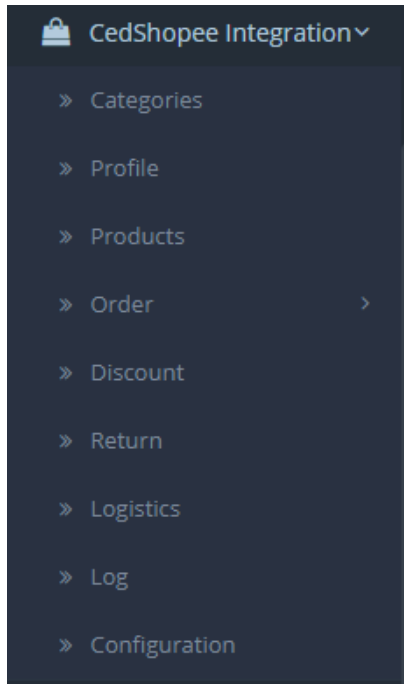 CedShopee Integration
Categories
Profile
Products
Order
Discount
Return
Logistics
Log
Configuration